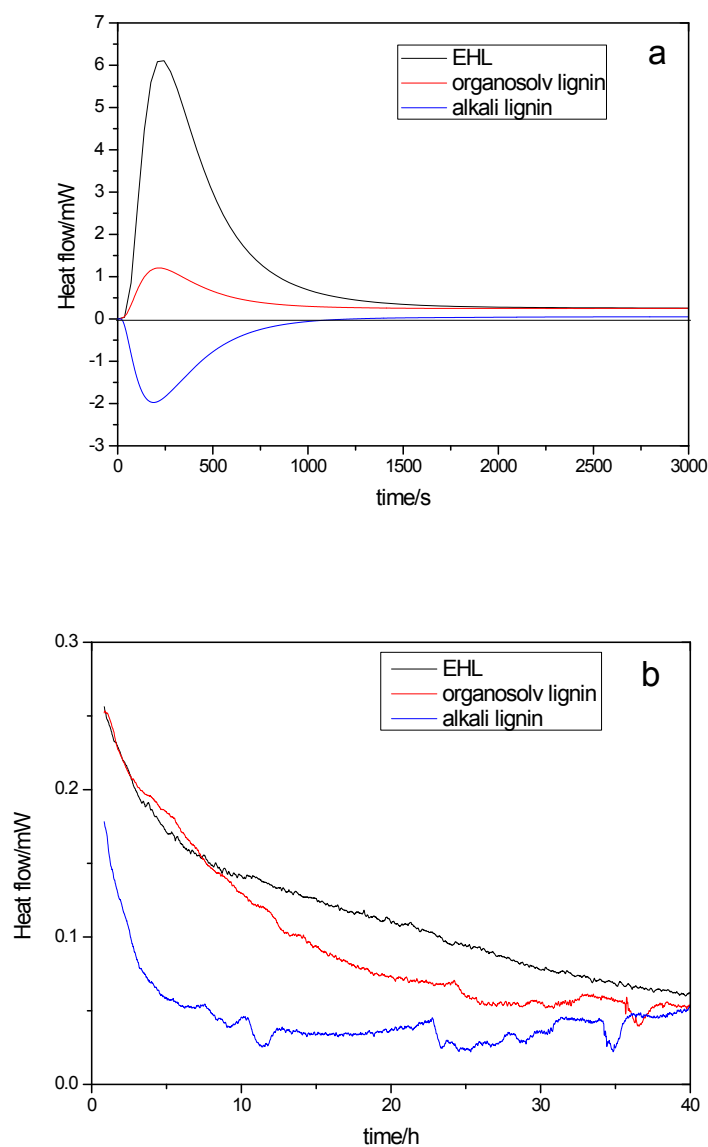 a
EHL
organosolv lignin
alkali lignin
7
6
5
4
3
2
1
0
-1
-2
-3
Heat flow/mW
0 500 1000 1500 2000 2500 3000
time/s
b
EHL
organosolv lignin
alkali lignin
0.3
0.2
0.1
0.0
Heat flow/mW
0 10 20 30 40
time/h